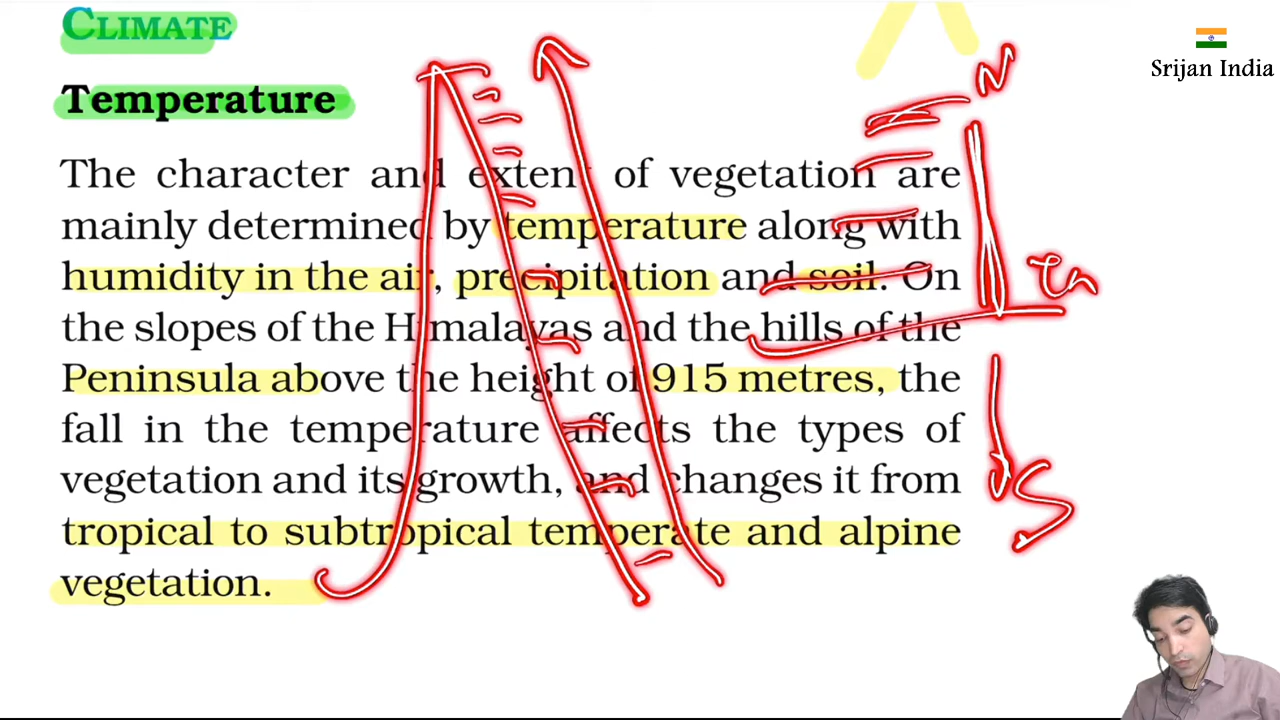 CLIMATE
Srijan India
Temperature
N
The character and extent of vegetation are
mainly determined by temperature along with
humidity in the air, precipitation and soil. On
the slopes of the Himalayas and the hills of the
Peninsula above the height of 915 metres, the
fall in the temperature affects the types of
vegetation and its growth, and changes it from
tropical to subtropical temperate and alpine
vegetation.
S